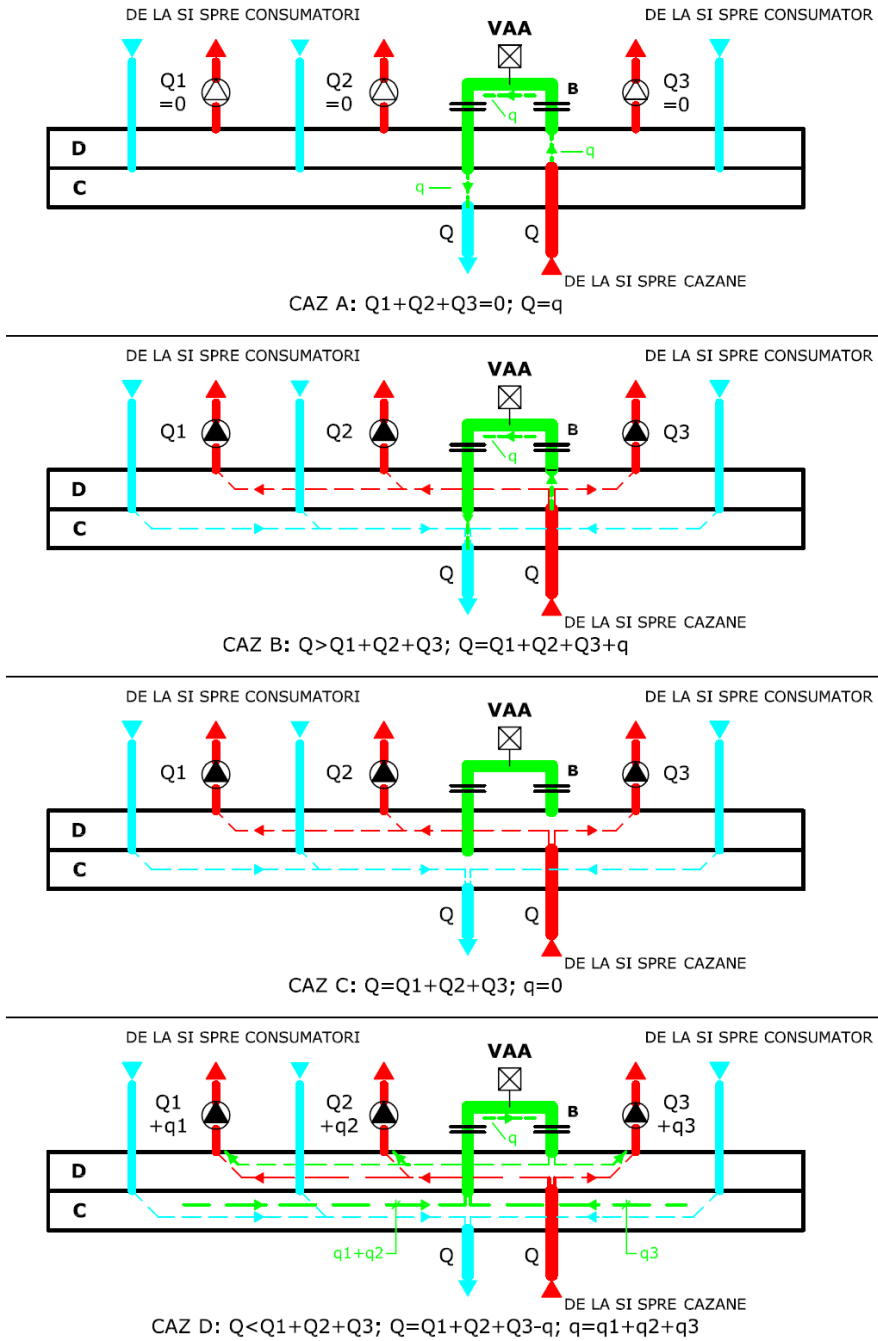 DE LA SI SPRE CONSUMATORI
DE LA SI SPRE CONSUMATOR
VAA
Q1
=0
Q2
=0
B
Q3
=0
q
D
q
C
q
Q
Q
DE LA SI SPRE CAZANE
CAZ A: Q1+Q2+Q3=0; Q=q
DE LA SI SPRE CONSUMATORI
DE LA SI SPRE CONSUMATOR
VAA
Q1
Q2
B
Q3
q
D
C
Q
Q
DE LA SI SPRE CAZANE
CAZ B: Q>Q1+Q2+Q3; Q=Q1+Q2+Q3+q
DE LA SI SPRE CONSUMATORI
DE LA SI SPRE CONSUMATOR
VAA
Q1
Q2
B
Q3
D
C
Q
Q
DE LA SI SPRE CAZANE
CAZ C: Q=Q1+Q2+Q3; q=0
DE LA SI SPRE CONSUMATORI
DE LA SI SPRE CONSUMATOR
VAA
Q1
+q1
Q2
+q2
B
Q3
+q3
q
D
C
q1+q2
Q
Q
q3
DE LA SI SPRE CAZANE
CAZ D: Q<Q1+Q2+Q3; Q=Q1+Q2+Q3-q; q=q1+q2+q3